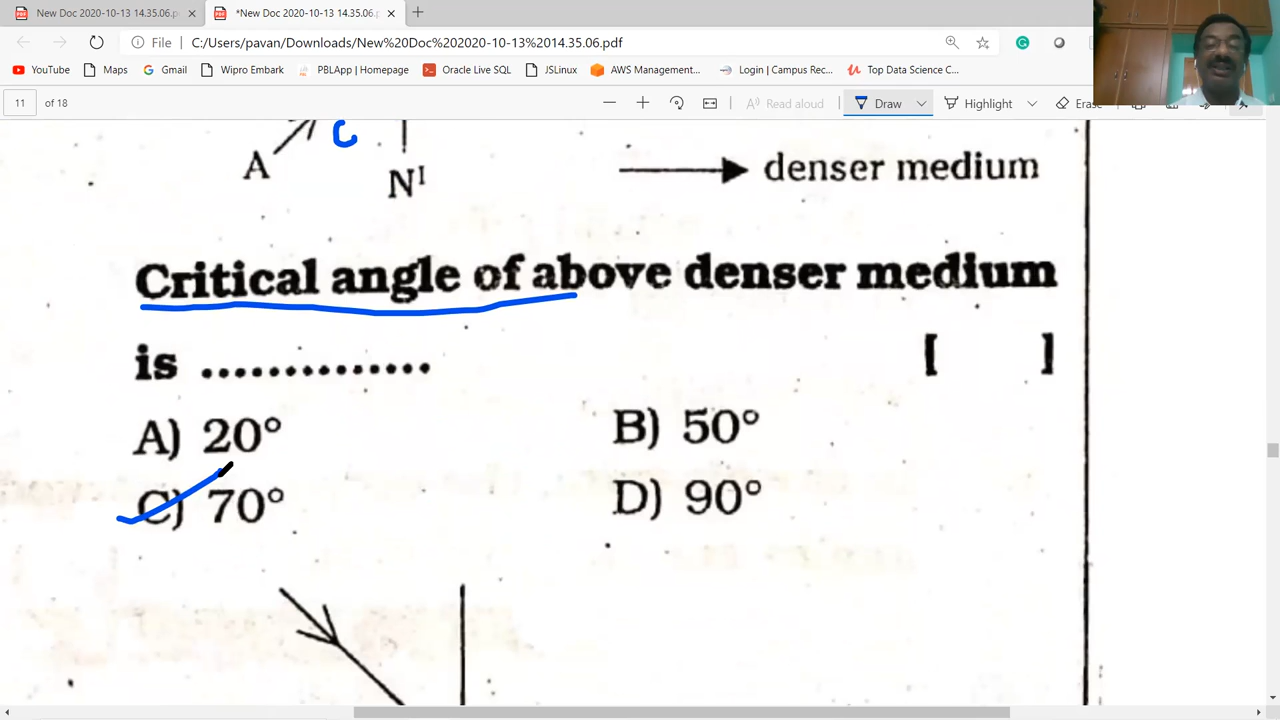 New Doc 2020-10-13 14.35.06.p
*New Doc 2020-10-13 14.35.06.p
File
C:/Users/pavan/Downloads/New%20Doc%202020-10-13%2014.35.06.pdf
YouTube
Maps
Gmail
Wipro Embark
PBLApp | Homepage
Oracle Live SQL
JSLinux
AWS Management...
Login | Campus Rec...
Top Data Science C...
11 of 18
Read aloud
Draw
Highlight
Erase
C
A
N^I
denser medium
Critical angle of above denser medium
is .............. [ ]
A) 20° B) 50°
C) 70° D) 90°